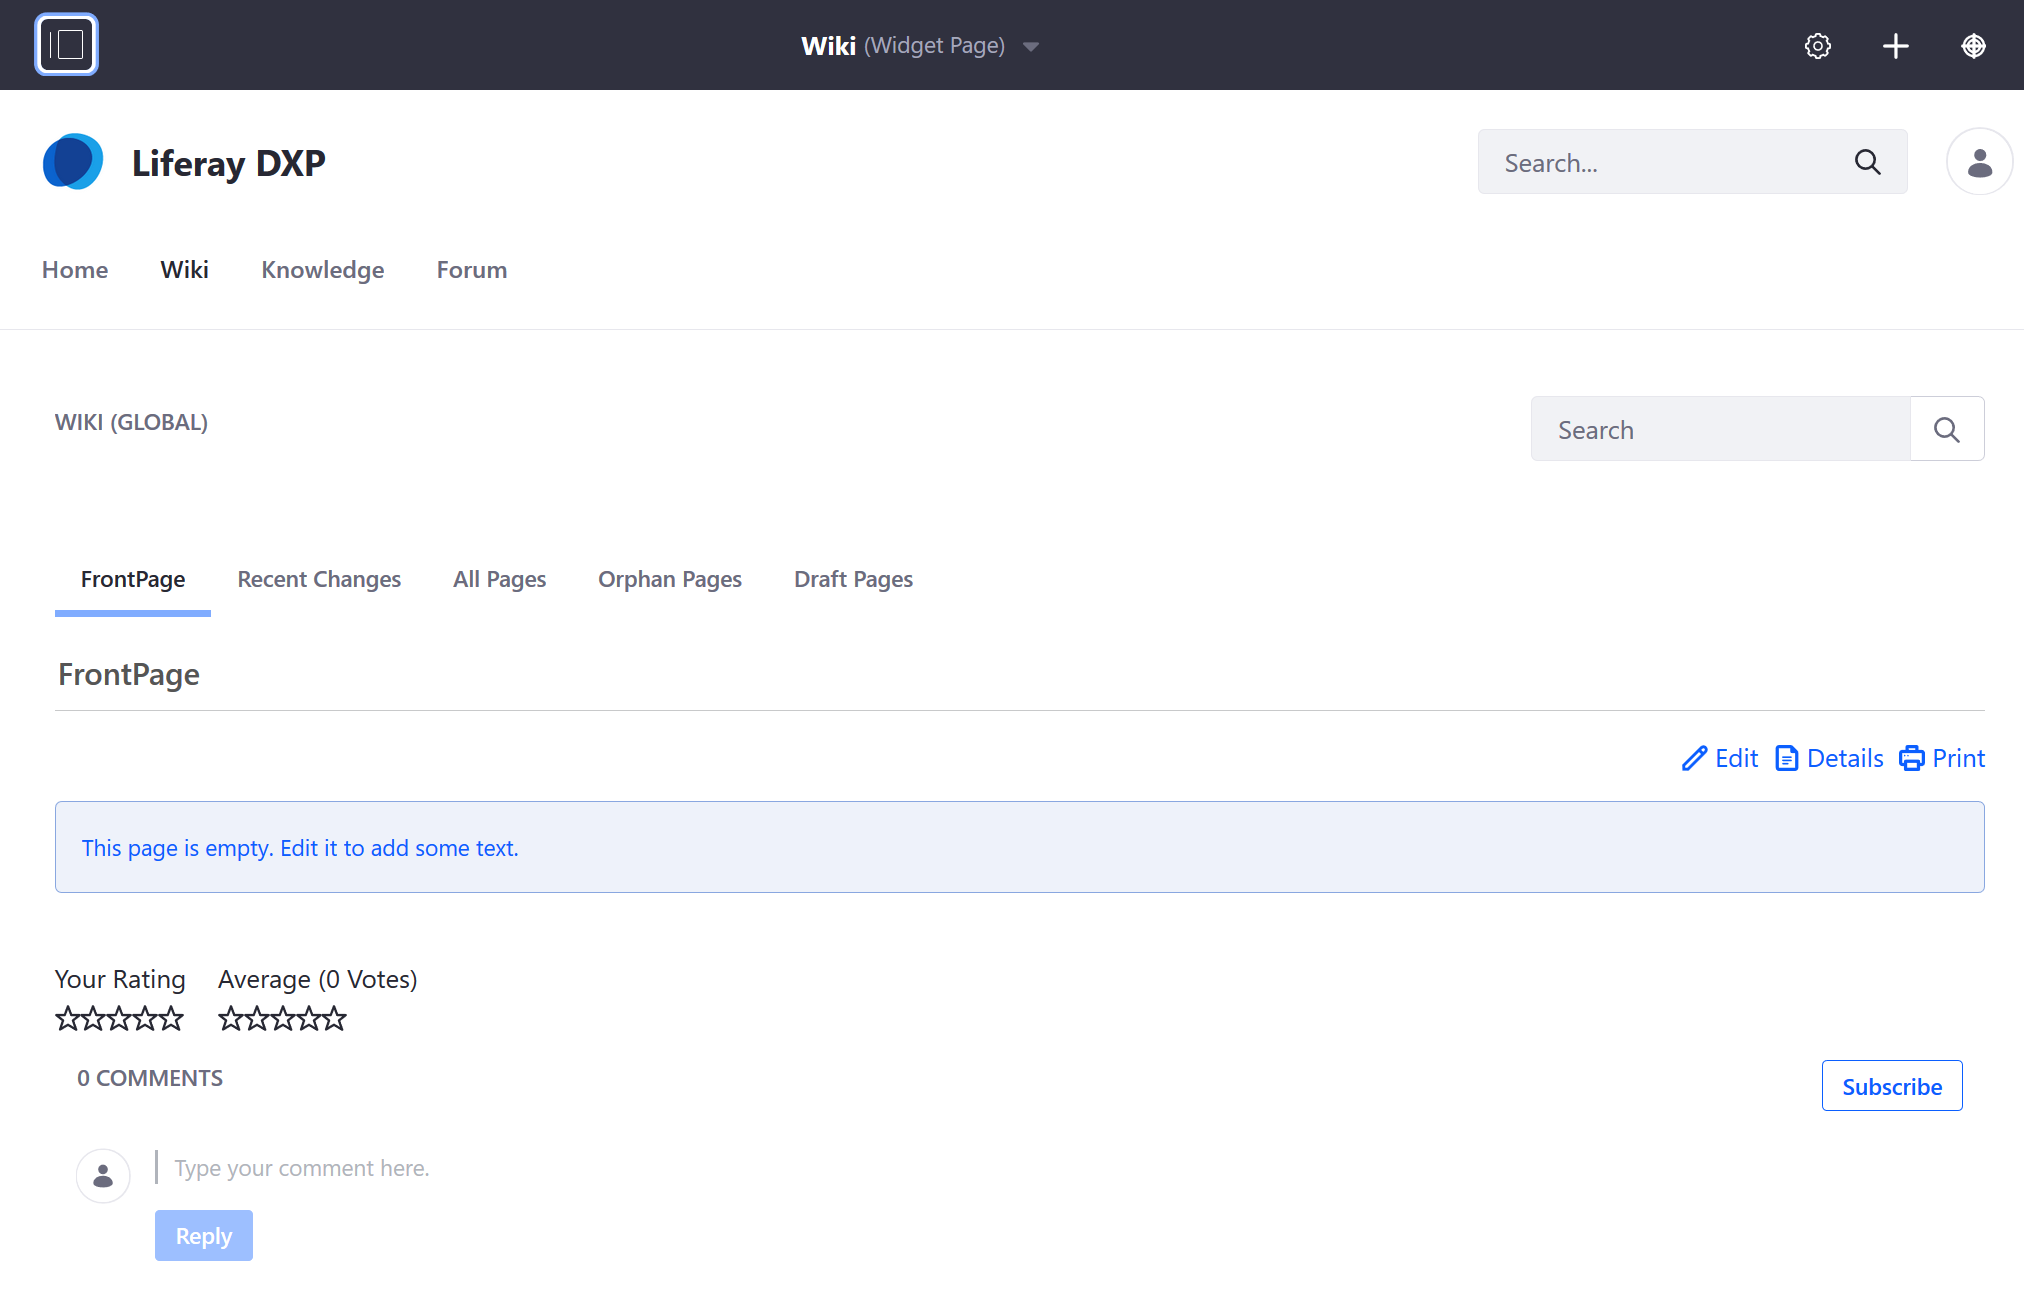 Wiki (Widget Page)
Liferay DXP
Search...
Home Wiki Knowledge Forum
WIKI (GLOBAL)
Search
FrontPage Recent Changes All Pages Orphan Pages Draft Pages
FrontPage
Edit Details Print
This page is empty. Edit it to add some text.
Your Rating Average (0 Votes)
0 COMMENTS
Subscribe
Type your comment here.
Reply